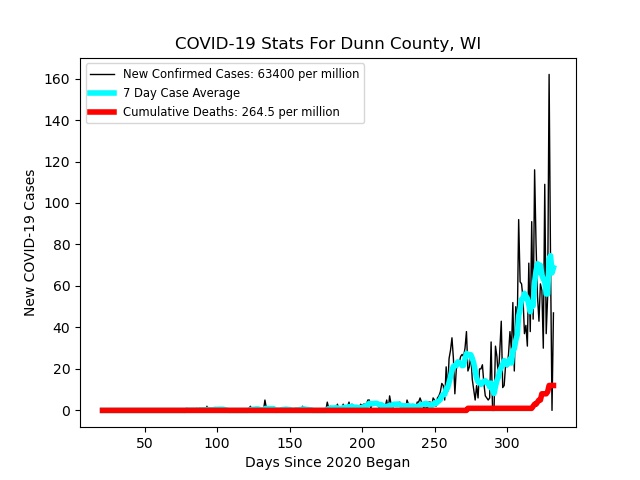 COVID-19 Stats For Dunn County, WI
New Confirmed Cases: 63400 per million
7 Day Case Average
Cumulative Deaths: 264.5 per million
New COVID-19 Cases
160
140
120
100
80
60
40
20
0
50 100 150 200 250 300
Days Since 2020 Began